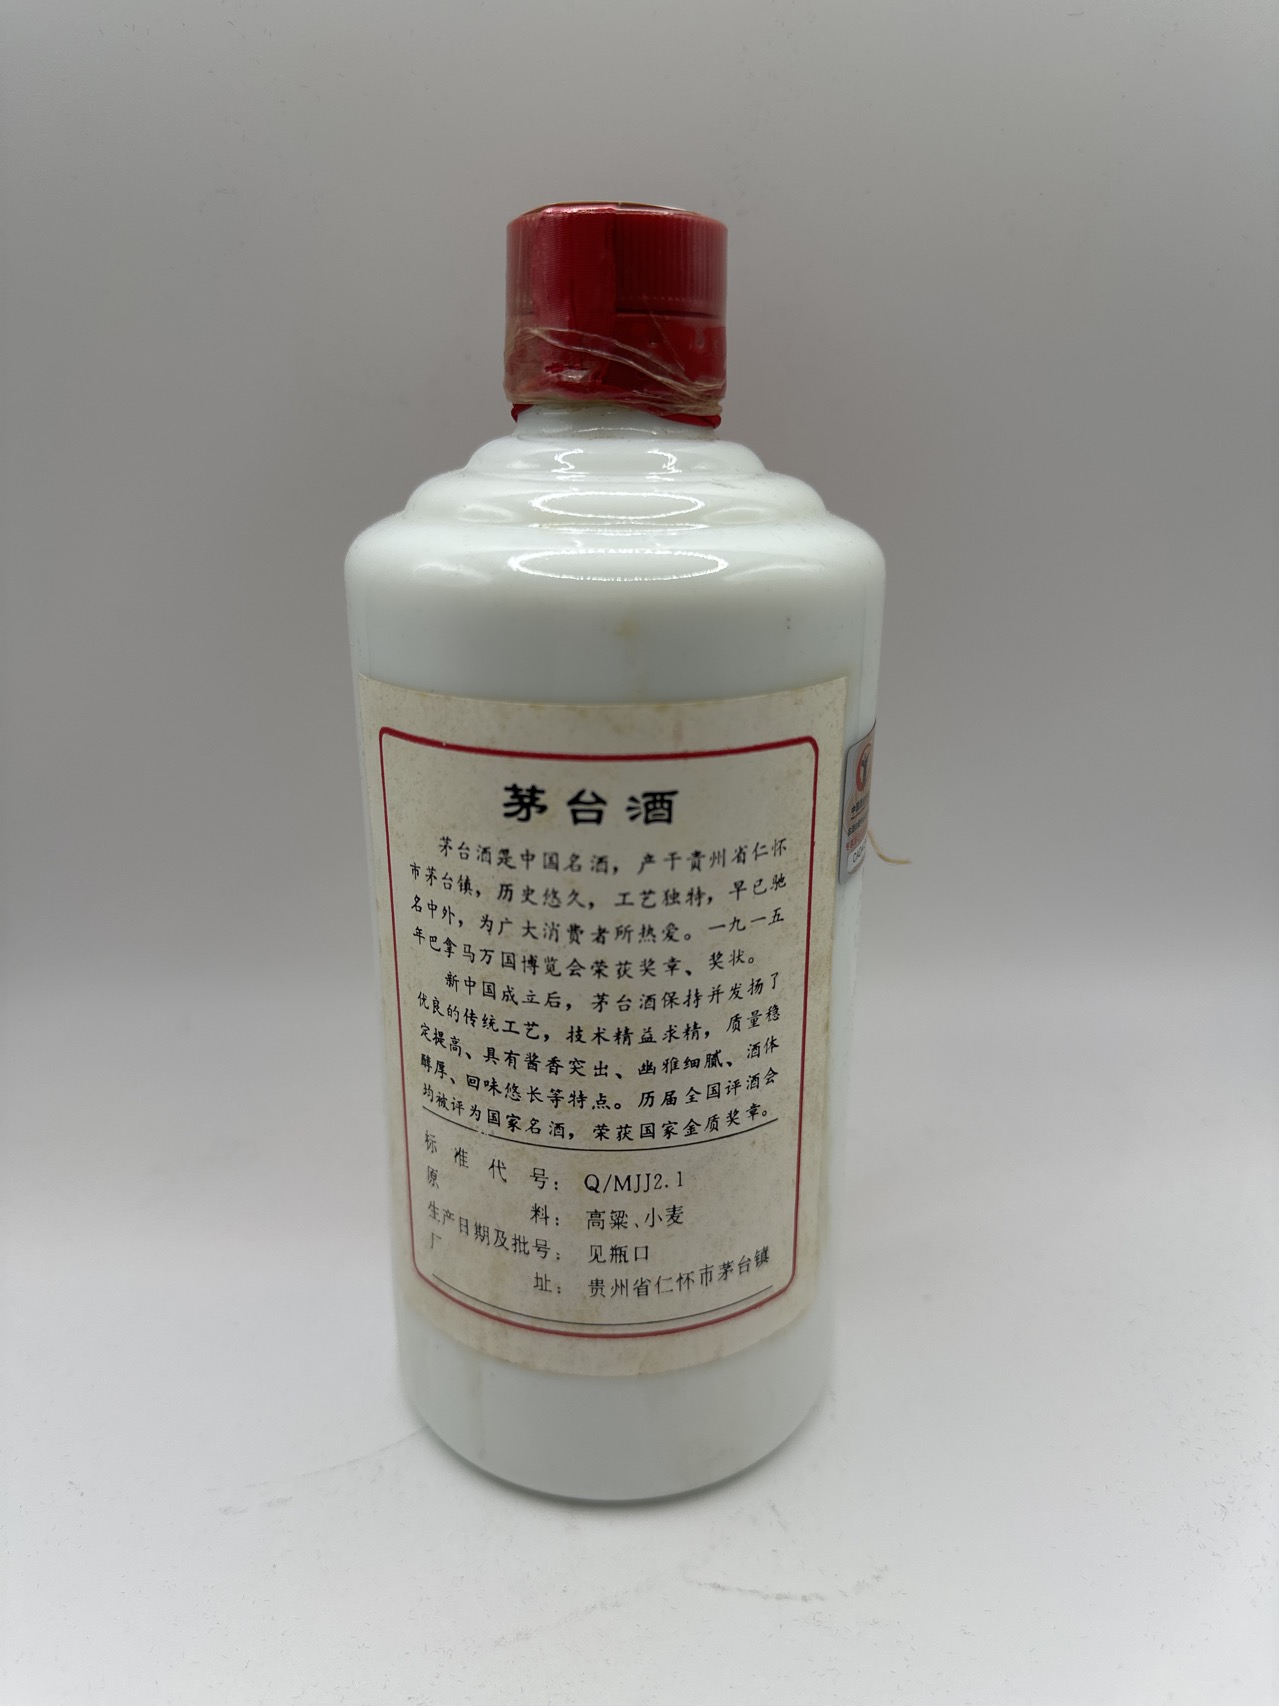 茅台酒
茅台酒是中国名酒，产于贵州省仁怀
市茅台镇，历史悠久，工艺独特，早已驰
名中外，为广大消费者所热爱。一九一五
年巴拿马万国博览会荣获奖章、奖状。
新中国成立后，茅台酒保持并发扬了
优良的传统工艺，技术精益求精，质量稳
定提高、具有酱香突出、幽雅细腻、酒体
醇厚、回味悠长等特点。历届全国评酒会
均被评为国家名酒，荣获国家金质奖章。
标准代号：Q/MJJ2.1
原料：高粱、小麦
生产日期及批号：见瓶口
厂址：贵州省仁怀市茅台镇